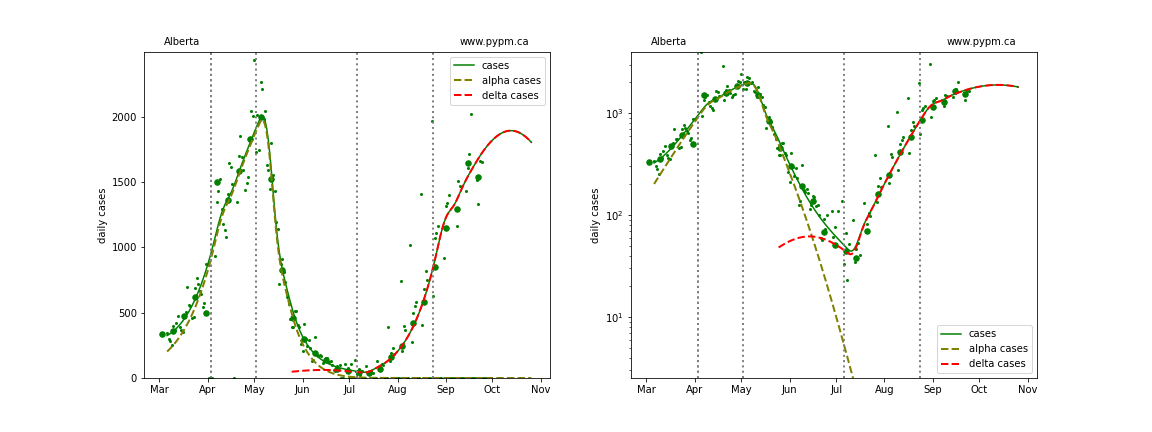 Alberta
www.pypm.ca
cases
alpha cases
delta cases
daily cases
2000
1500
1000
500
0
Mar Apr May Jun Jul Aug Sep Oct Nov
Alberta
www.pypm.ca
daily cases
10³
10²
10¹
cases
alpha cases
delta cases
Mar Apr May Jun Jul Aug Sep Oct Nov